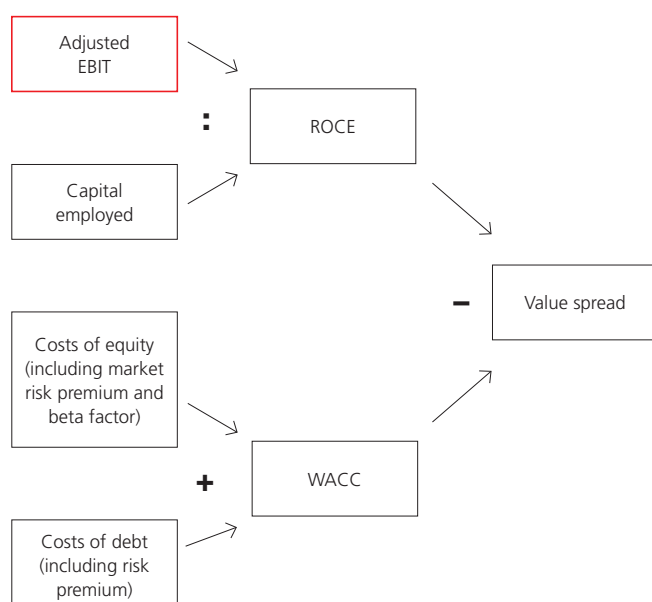 Adjusted
EBIT
:
ROCE
Capital
employed
–
Value spread
Costs of equity
(including market
risk premium and
beta factor)
+
WACC
Costs of debt
(including risk
premium)